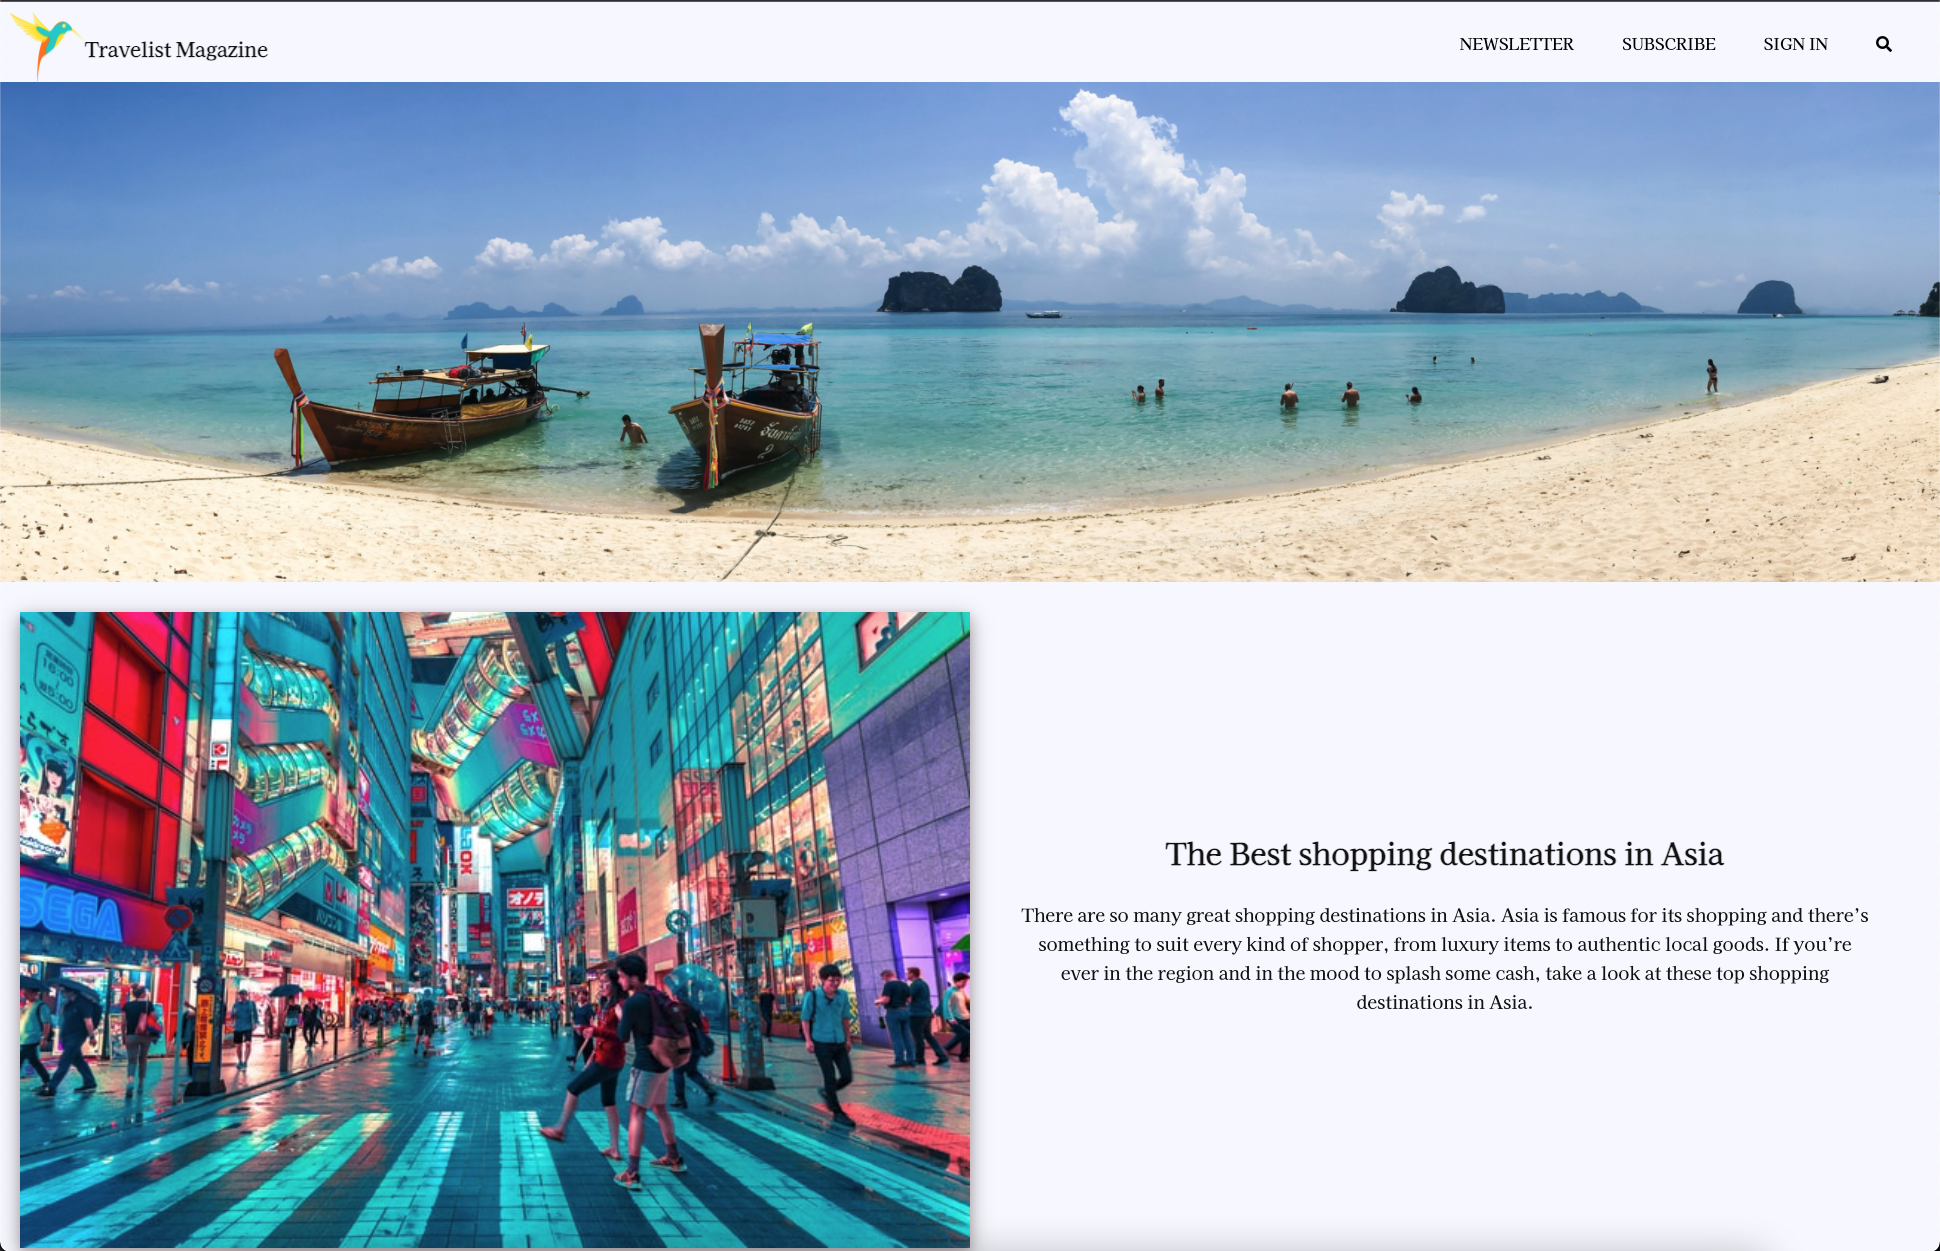 Travelist Magazine
NEWSLETTER
SUBSCRIBE
SIGN IN
SEGA
オノデ
The Best shopping destinations in Asia
There are so many great shopping destinations in Asia. Asia is famous for its shopping and there’s
something to suit every kind of shopper, from luxury items to authentic local goods. If you’re
ever in the region and in the mood to splash some cash, take a look at these top shopping
destinations in Asia.